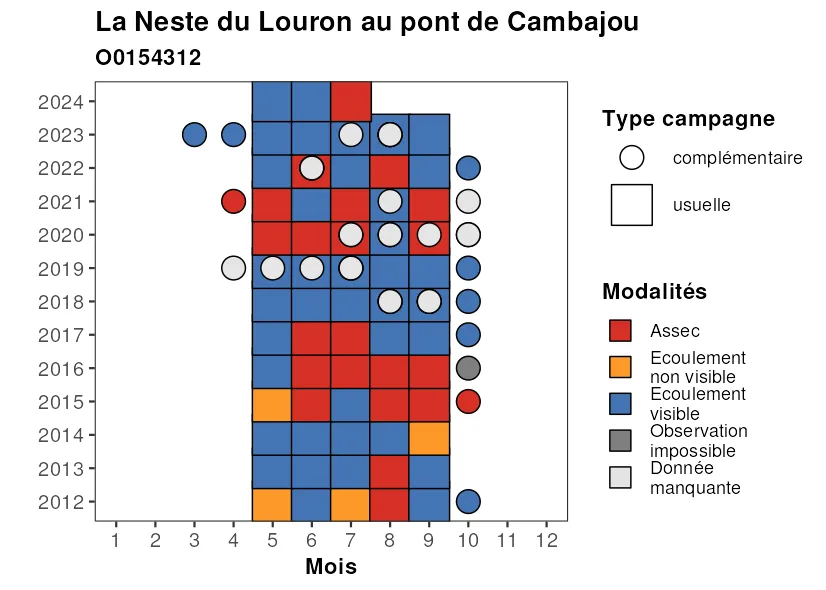 La Neste du Louron au pont de Cambajou
O0154312
2024
2023
2022
2021
2020
2019
2018
2017
2016
2015
2014
2013
2012
1 2 3 4 5 6 7 8 9 10 11 12
Mois
Type campagne
complémentaire
usuelle
Modalités
Assec
Ecoulement
non visible
Ecoulement
visible
Observation
impossible
Donnée
manquante